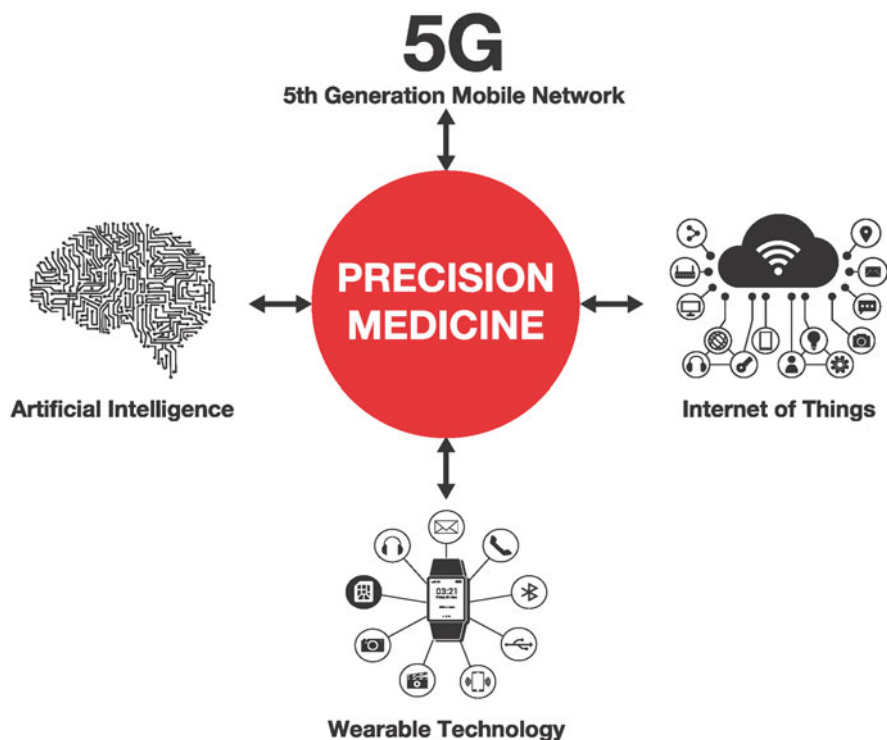 5G
5th Generation Mobile Network
PRECISION
MEDICINE
Artificial Intelligence
Internet of Things
03:21
Wearable Technology